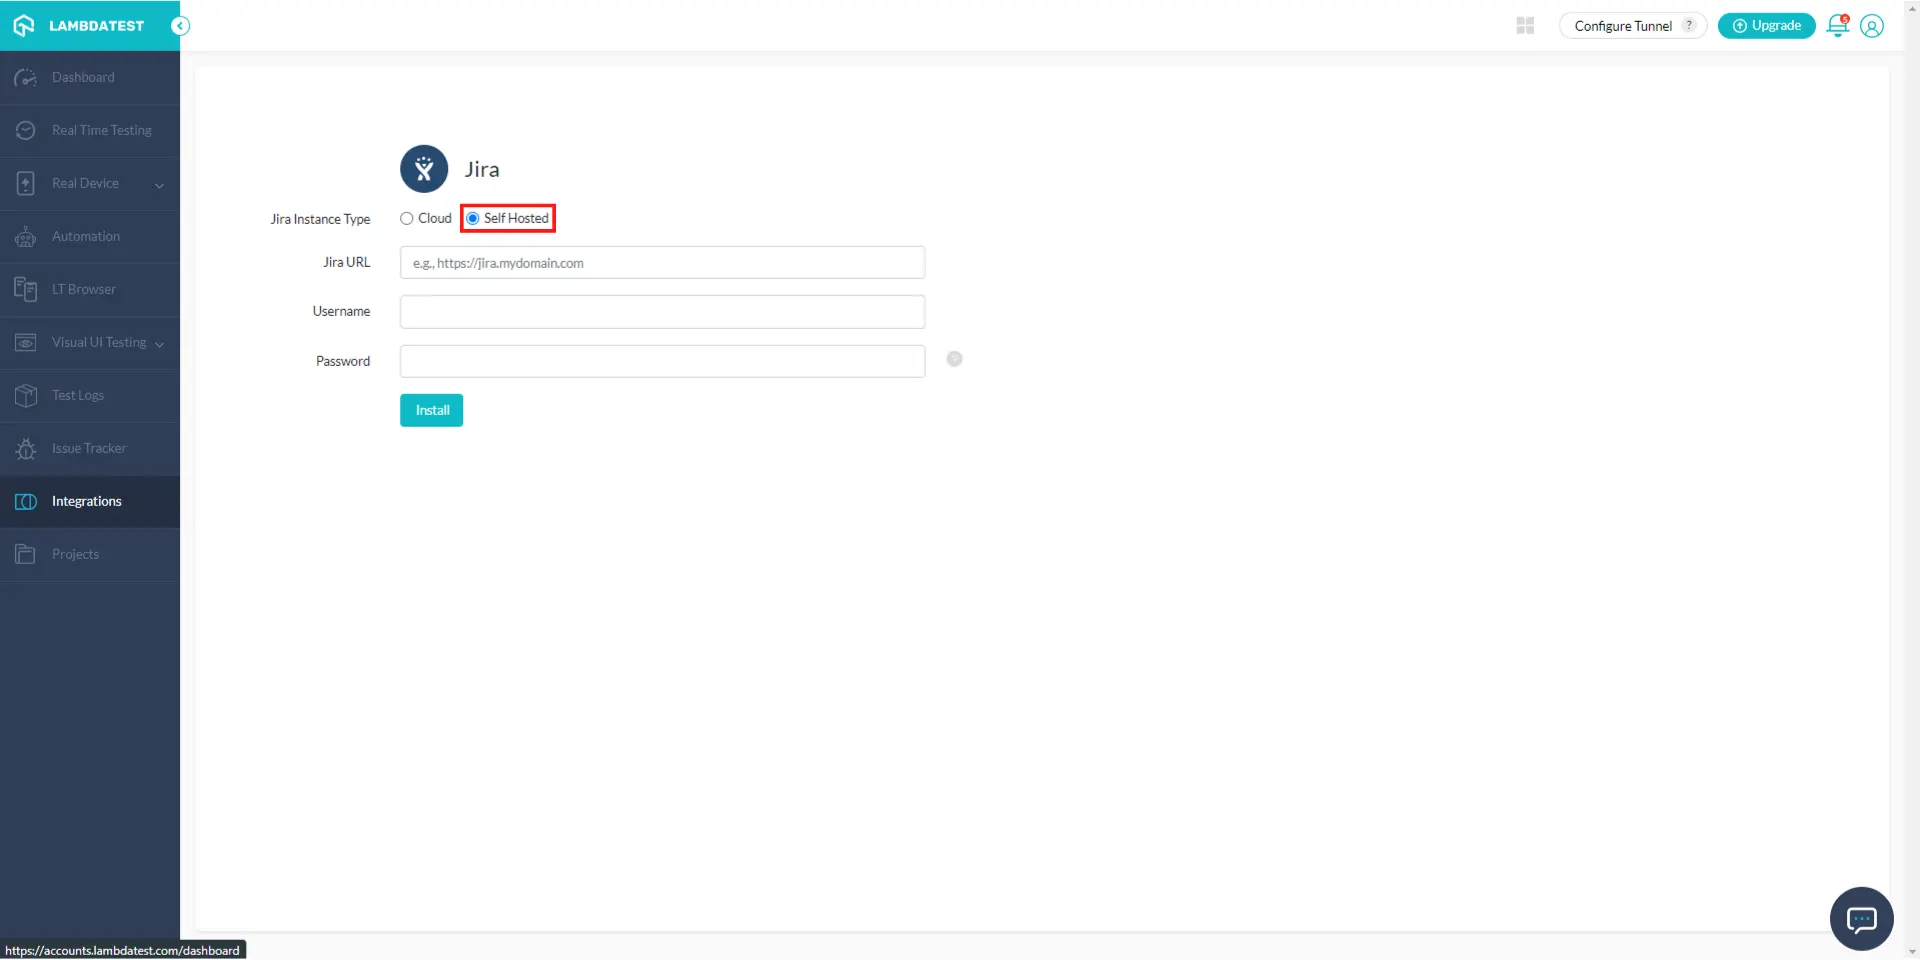 LAMBDATEST
Configure Tunnel ?
Upgrade
5
Dashboard
Real Time Testing
Real Device
Automation
LT Browser
Visual UI Testing
Test Logs
Issue Tracker
Integrations
Projects
Jira
Jira Instance Type
Cloud
Self Hosted
Jira URL
e.g., https://jira.mydomain.com
Username
Password
?
Install
https://accounts.lambdatest.com/dashboard